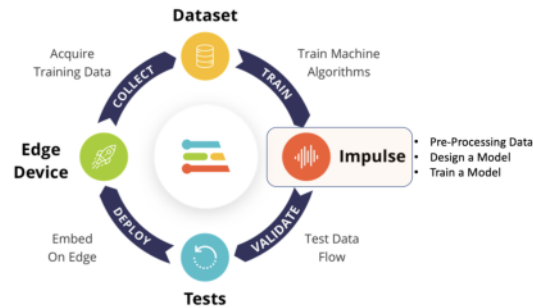 Dataset
Acquire
Training Data
COLLECT
TRAIN
Train Machine
Algorithms
Edge
Device
Impulse
• Pre-Processing Data
• Design a Model
• Train a Model
DEPLOY
VALIDATE
Embed
On Edge
Test Data
Flow
Tests